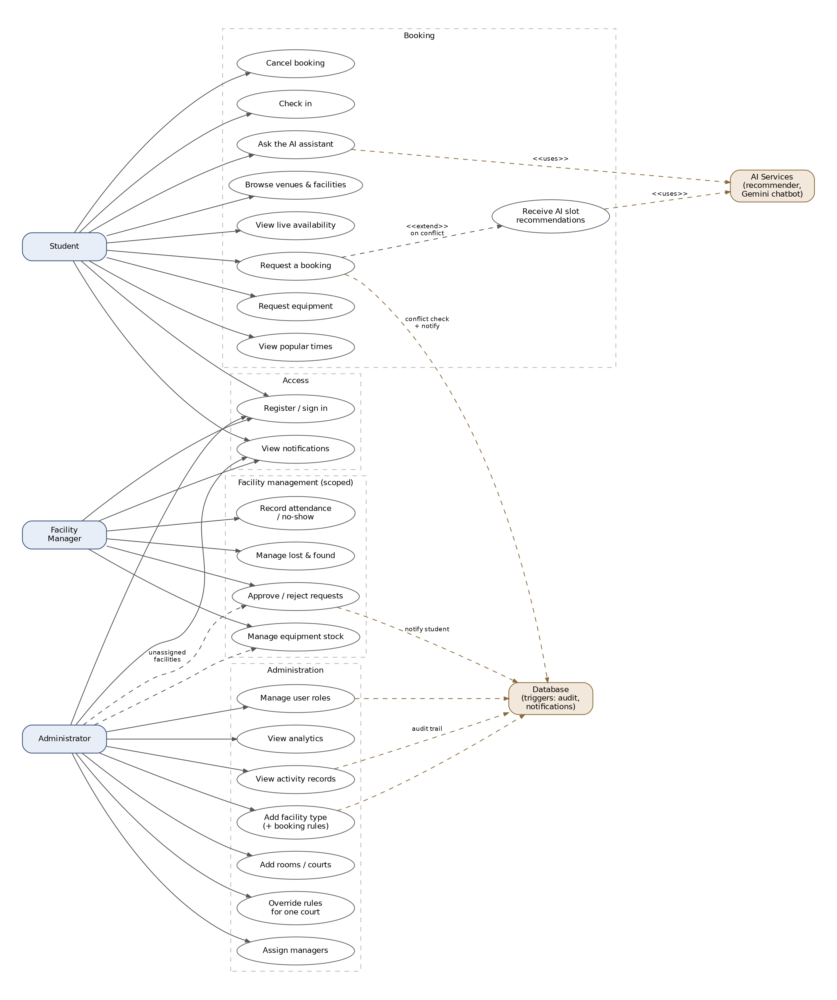 Booking
Cancel booking
Check in
Ask the AI assistant
<<uses>>
AI Services
(recommender,
Gemini chatbot)
Browse venues & facilities
<<uses>>
Receive AI slot
recommendations
View live availability
<<extend>>
on conflict
Student
Request a booking
Request equipment
conflict check
+ notify
View popular times
Access
Register / sign in
View notifications
Facility management (scoped)
Record attendance
/ no-show
Facility
Manager
Manage lost & found
Approve / reject requests
notify student
Manage equipment stock
unassigned
facilities
Administration
Manage user roles
Database
(triggers: audit,
notifications)
audit trail
Administrator
View analytics
View activity records
Add facility type
(+ booking rules)
Add rooms / courts
Override rules
for one court
Assign managers